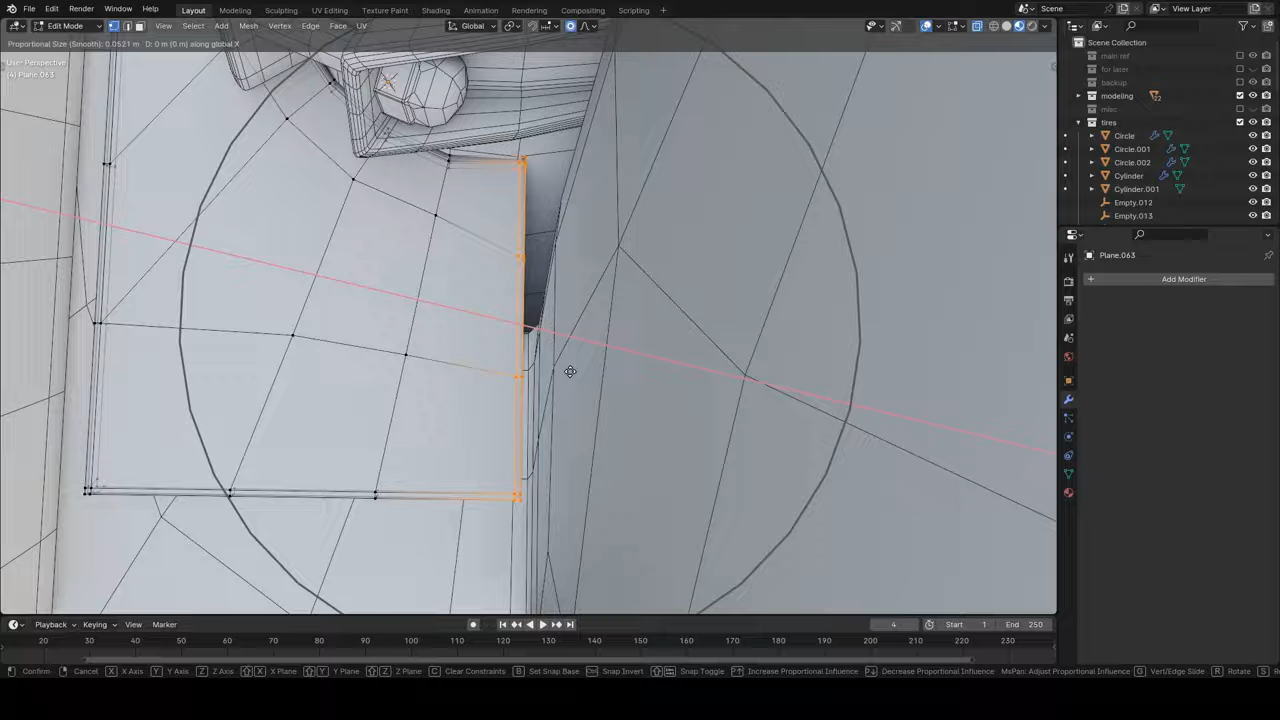 File Edit Render Window Help Layout Modeling Sculpting UV Editing Texture Paint Shading Animation Rendering Compositing Scripting + Scene View Layer
Edit Mode View Select Add Mesh Vertex Edge Face UV Global
Proportional Size (Smooth): 0.0521 m D: 0 m (0 m) along global X
User Perspective
(4) Plane.063
Scene Collection
main ref
for later
backup
modeling 22
misc
tires
Circle
Circle.001
Circle.002
Cylinder
Cylinder.001
Empty.012
Empty.013
Plane.063
+ Add Modifier
Playback Keying View Marker 4 Start 1 End 250
20 30 40 50 60 70 80 90 100 110 120 130 140 150 160 170 180 190 200 210 220 230
Confirm Cancel X X Axis Y Y Axis Z Z Axis X X Plane Y Y Plane Z Z Plane C Clear Constraints B Set Snap Base Snap Invert Snap Toggle Increase Proportional Influence Decrease Proportional Influence MsPan: Adjust Proportional Influence G Vert/Edge Slide R Rotate S